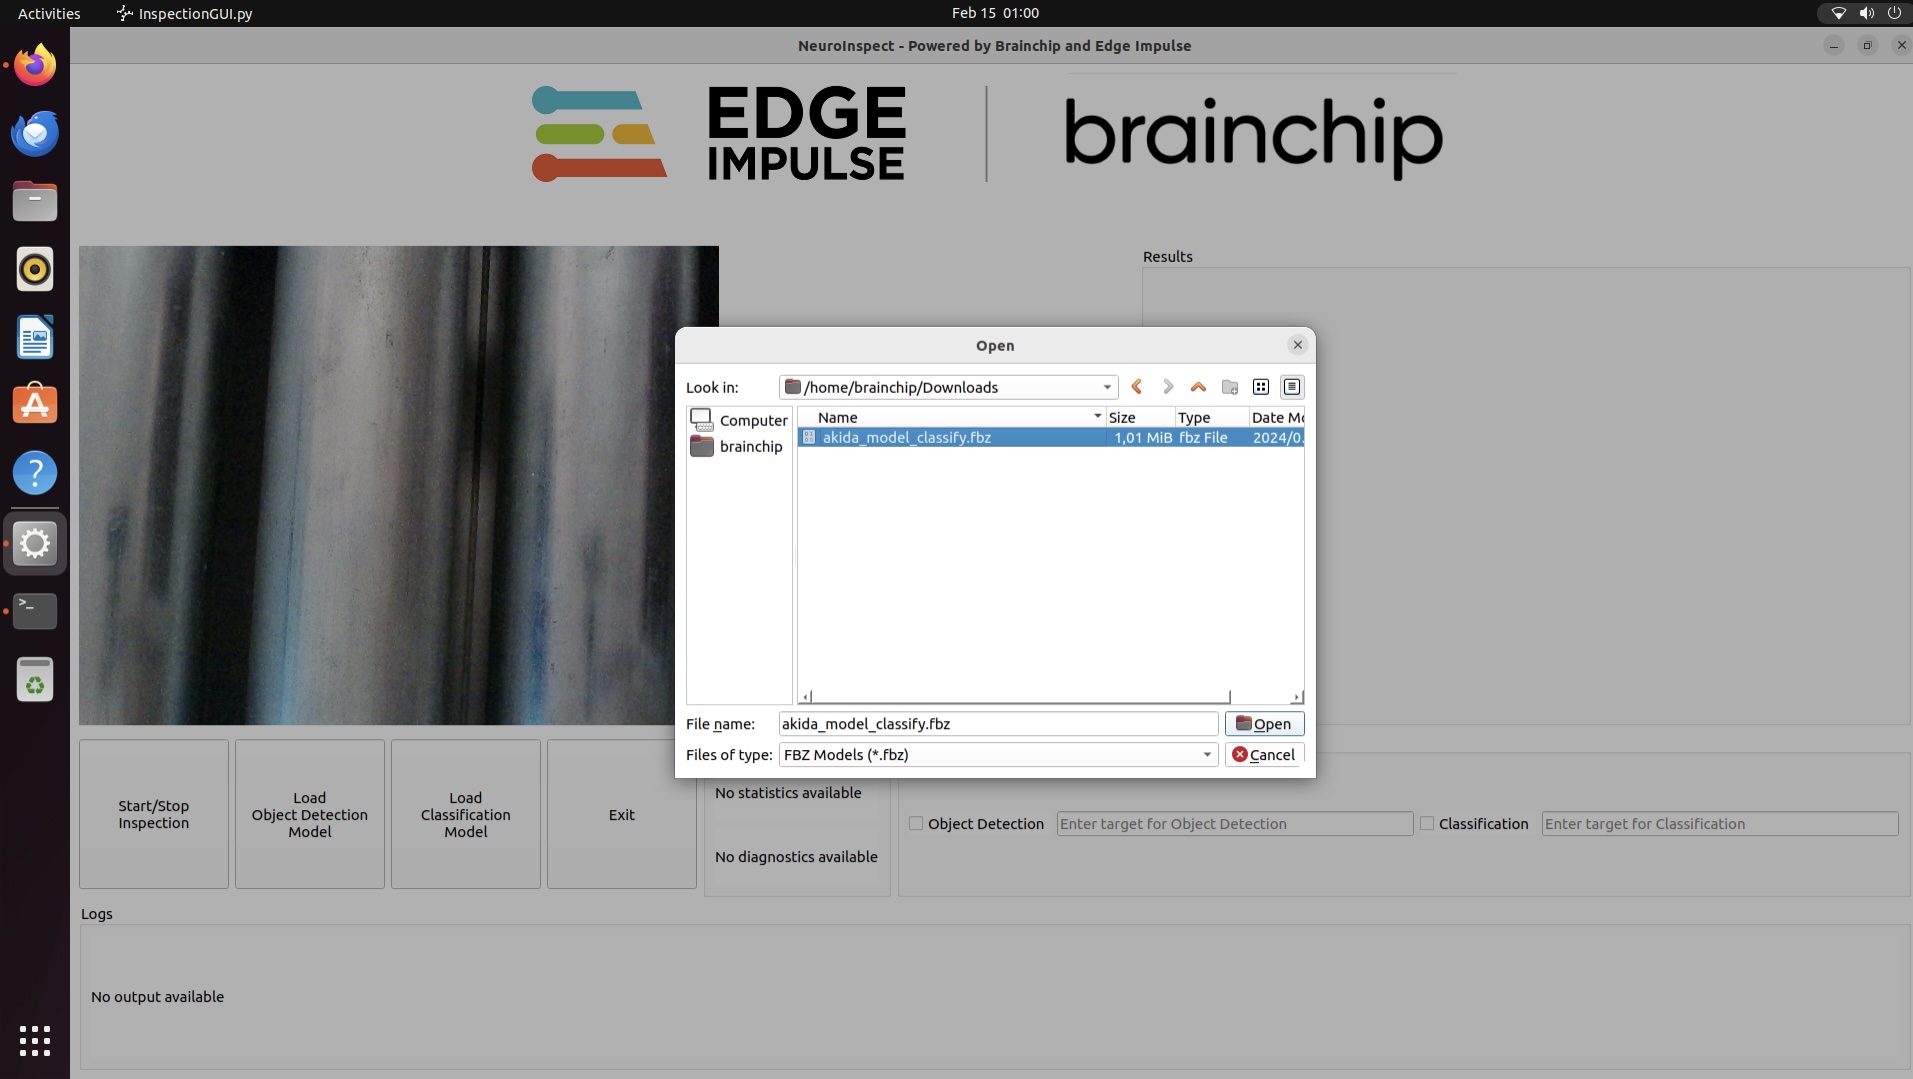 Activities
InspectionGUI.py
Feb 15 01:00
NeuroInspect - Powered by Brainchip and Edge Impulse
EDGE
IMPULSE
brainchip
Results
Open
Look in:
/home/brainchip/Downloads
Computer
brainchip
Name
Size
Type
Date Mo
akida_model_classify.fbz
1,01 MiB
fbz File
2024/0
File name:
akida_model_classify.fbz
Open
Files of type:
FBZ Models (*.fbz)
Cancel
Start/Stop
Inspection
Load
Object Detection
Model
Load
Classification
Model
Exit
No statistics available
No diagnostics available
Object Detection
Enter target for Object Detection
Classification
Enter target for Classification
Logs
No output available